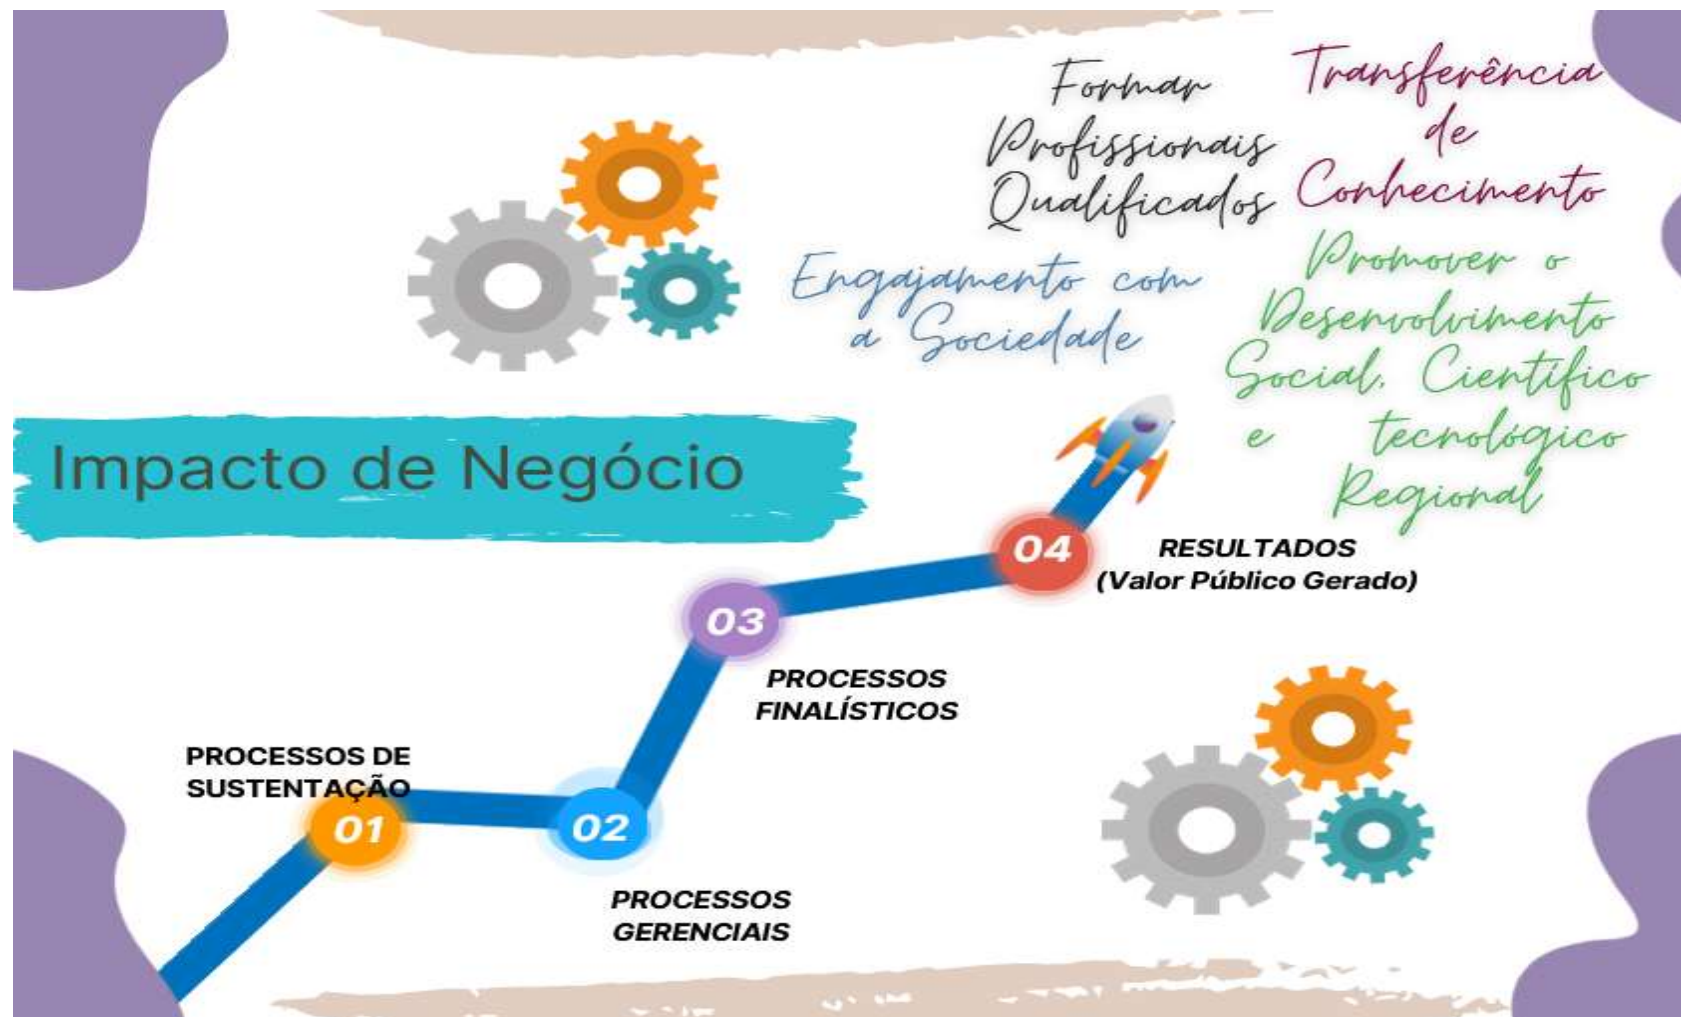 Formar
Profissionais
Qualificados
Transferência
de
Conhecimento
Engajamento com
a Sociedade
Promover o
Desenvolvimento
Social, Científico
e tecnológico
Regional
Impacto de Negócio
04
RESULTADOS
(Valor Público Gerado)
03
PROCESSOS
FINALÍSTICOS
PROCESSOS DE
SUSTENTAÇÃO
01
02
PROCESSOS
GERENCIAIS